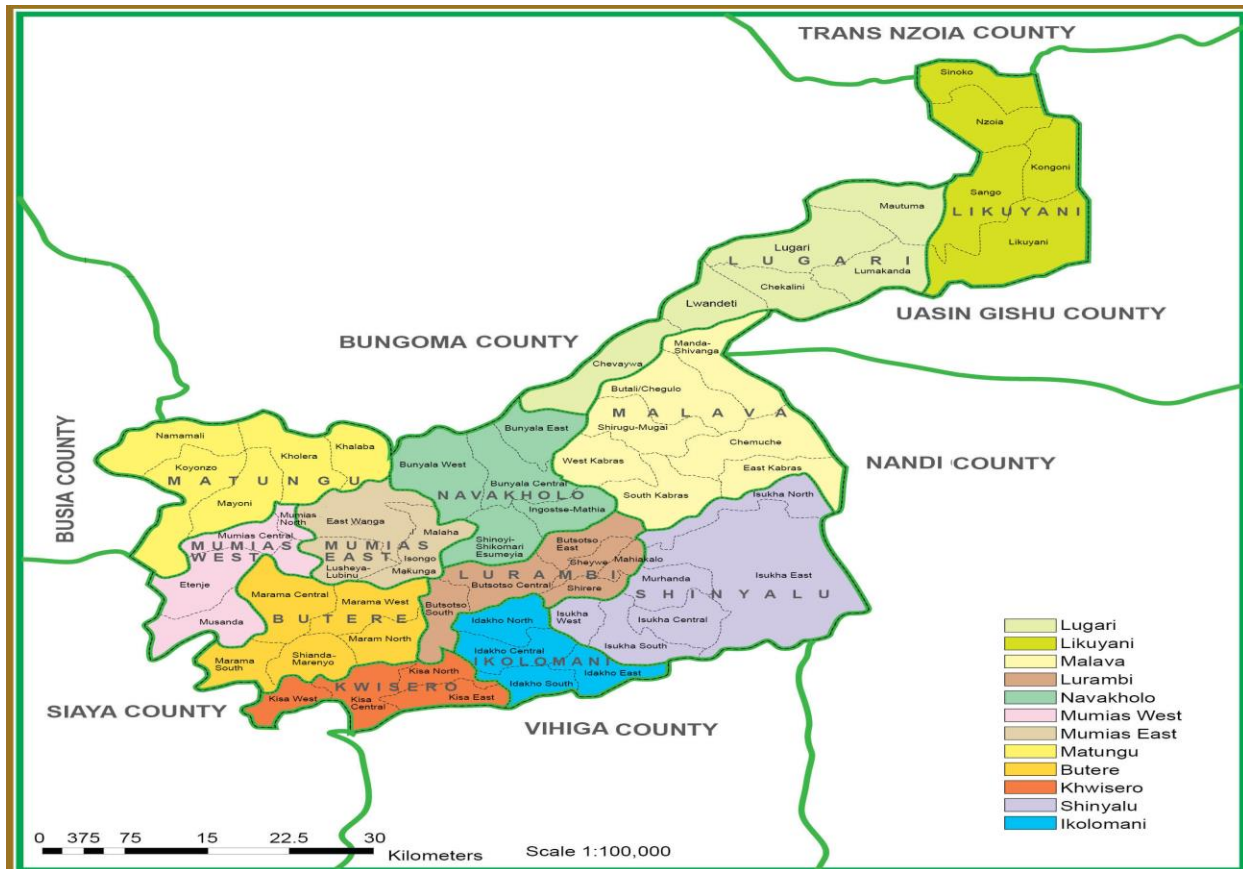 TRANS NZOIA COUNTY
Sinoko
Nzoia
Kongoni
Sango
LIKUYANI
Likuyani
Mautuma
Lugari
LUGARI
Lumakanda
Chekalini
Lwandeti
UASIN GISHU COUNTY
BUNGOMA COUNTY
Manda-
Shivanga
Chevaywa
Butali/Chegulo
MALAVA
Shirugu-Mugai
Chemuche
West Kabras
East Kabras
South Kabras
NANDI COUNTY
BUSIA COUNTY
Namamali
Khalaba
Kholera
Koyonzo
MATUNGU
Mayoni
Bunyala East
Bunyala West
Bunyala Central
NAVAKHOLO
Ingostse-Mathia
Shinoyi-
Shikomari
Esumeyia
Mumias
North
Mumias Central
MUMIAS
WEST
Etenje
Musanda
East Wanga
Malaha
MUMIAS
EAST
Isongo
Lusheya-
Lubinu
Makunga
Butsotso
East
Sheywe
Mahiakalo
LURAMBI
Butsotso Central
Shirere
Butsotso
South
Isukha North
Isukha East
Murhanda
SHINYALU
Isukha
West
Isukha Central
Isukha South
Marama Central
Marama West
BUTERE
Maram North
Marama
South
Shianda-
Marenyo
Idakho North
Idakho Central
IKOLOMANI
Idakho East
Idakho South
Kisa North
KWISERO
Kisa West
Kisa
Central
Kisa East
SIAYA COUNTY
VIHIGA COUNTY
Lugari
Likuyani
Malava
Lurambi
Navakholo
Mumias West
Mumias East
Matungu
Butere
Khwisero
Shinyalu
Ikolomani
0 375 75 15 22.5 30
Kilometers
Scale 1:100,000